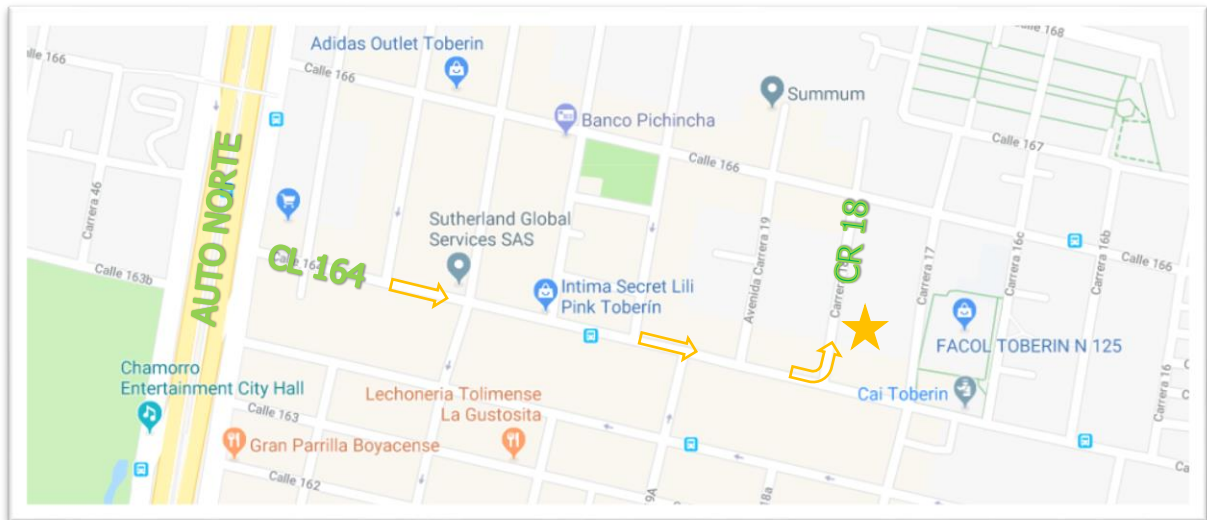 Calle 168
Adidas Outlet Toberin
Calle 166
Calle 166
Summum
Banco Pichincha
Calle 167
Calle 166
Carrera 46
AUTO NORTE
Sutherland Global
Services SAS
Avenida Carrera 19
CR 18
Carrera 17
Carrera 16c
Carrera 16b
Calle 166
Calle 163b
CL 164
Intima Secret Lili
Pink Toberín
FACOL TOBERIN N 125
Chamorro
Entertainment City Hall
Lechoneria Tolimense
La Gustosita
Cai Toberin
Carrera 16
Calle 163
Gran Parrilla Boyacense
Calle 162
18a
Ca